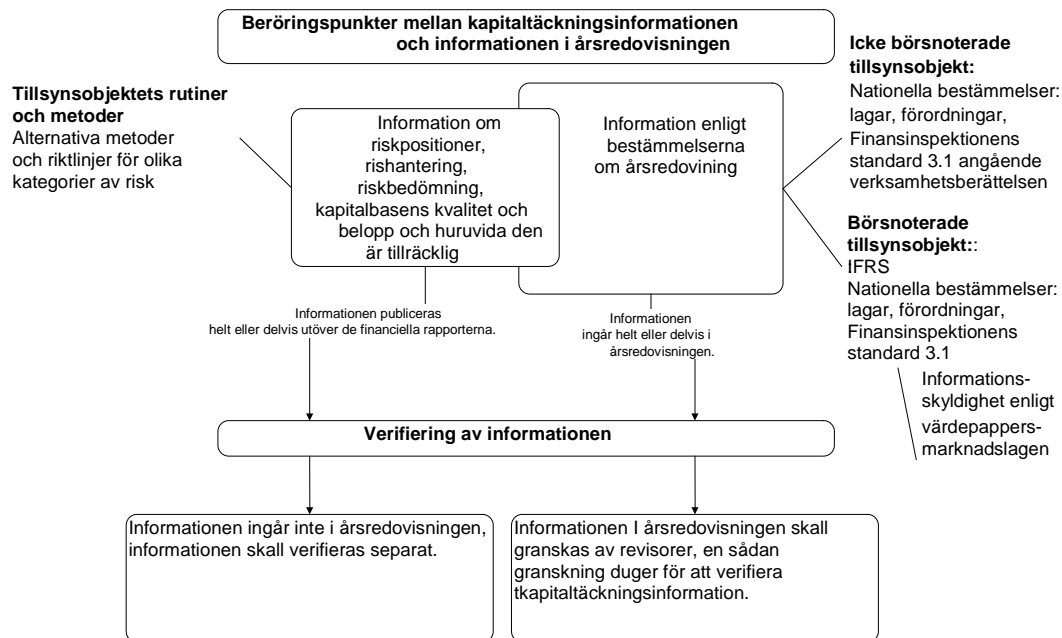 Beröringspunkter mellan kapitaltäckningsinformationen
och informationen i årsredovisningen
Tillsynsobjektets rutiner
och metoder
Alternativa metoder
och riktlinjer för olika
kategorier av risk
Information om
riskpositioner,
rishantering,
riskbedömning,
kapitalbasens kvalitet och
belopp och huruvida den
är tillräcklig
Information enligt
bestämmelserna
om årsredovining
Icke börsnoterade
tillsynsobjekt:
Nationella bestämmelser:
lagar, förordningar,
Finansinspektionens
standard 3.1 angående
verksamhetsberättelsen
Börsnoterade
tillsynsobjekt::
IFRS
Nationella bestämmelser:
lagar, förordningar,
Finansinspektionens
standard 3.1
Informations-
skyldighet enligt
värdepappers-
marknadslagen
Informationen publiceras
helt eller delvis utöver de financiella rapporterna.
Informationen
ingår helt eller delvis i
årsredovisningen.
Verifiering av informationen
Informationen ingår inte i årsredovisningen,
informationen skall verifieras separat.
Informationen I årsredovisningen skall
granskas av revisorer, en sådan
granskning duger för att verifiera
tkapitaltäckningsinformation.